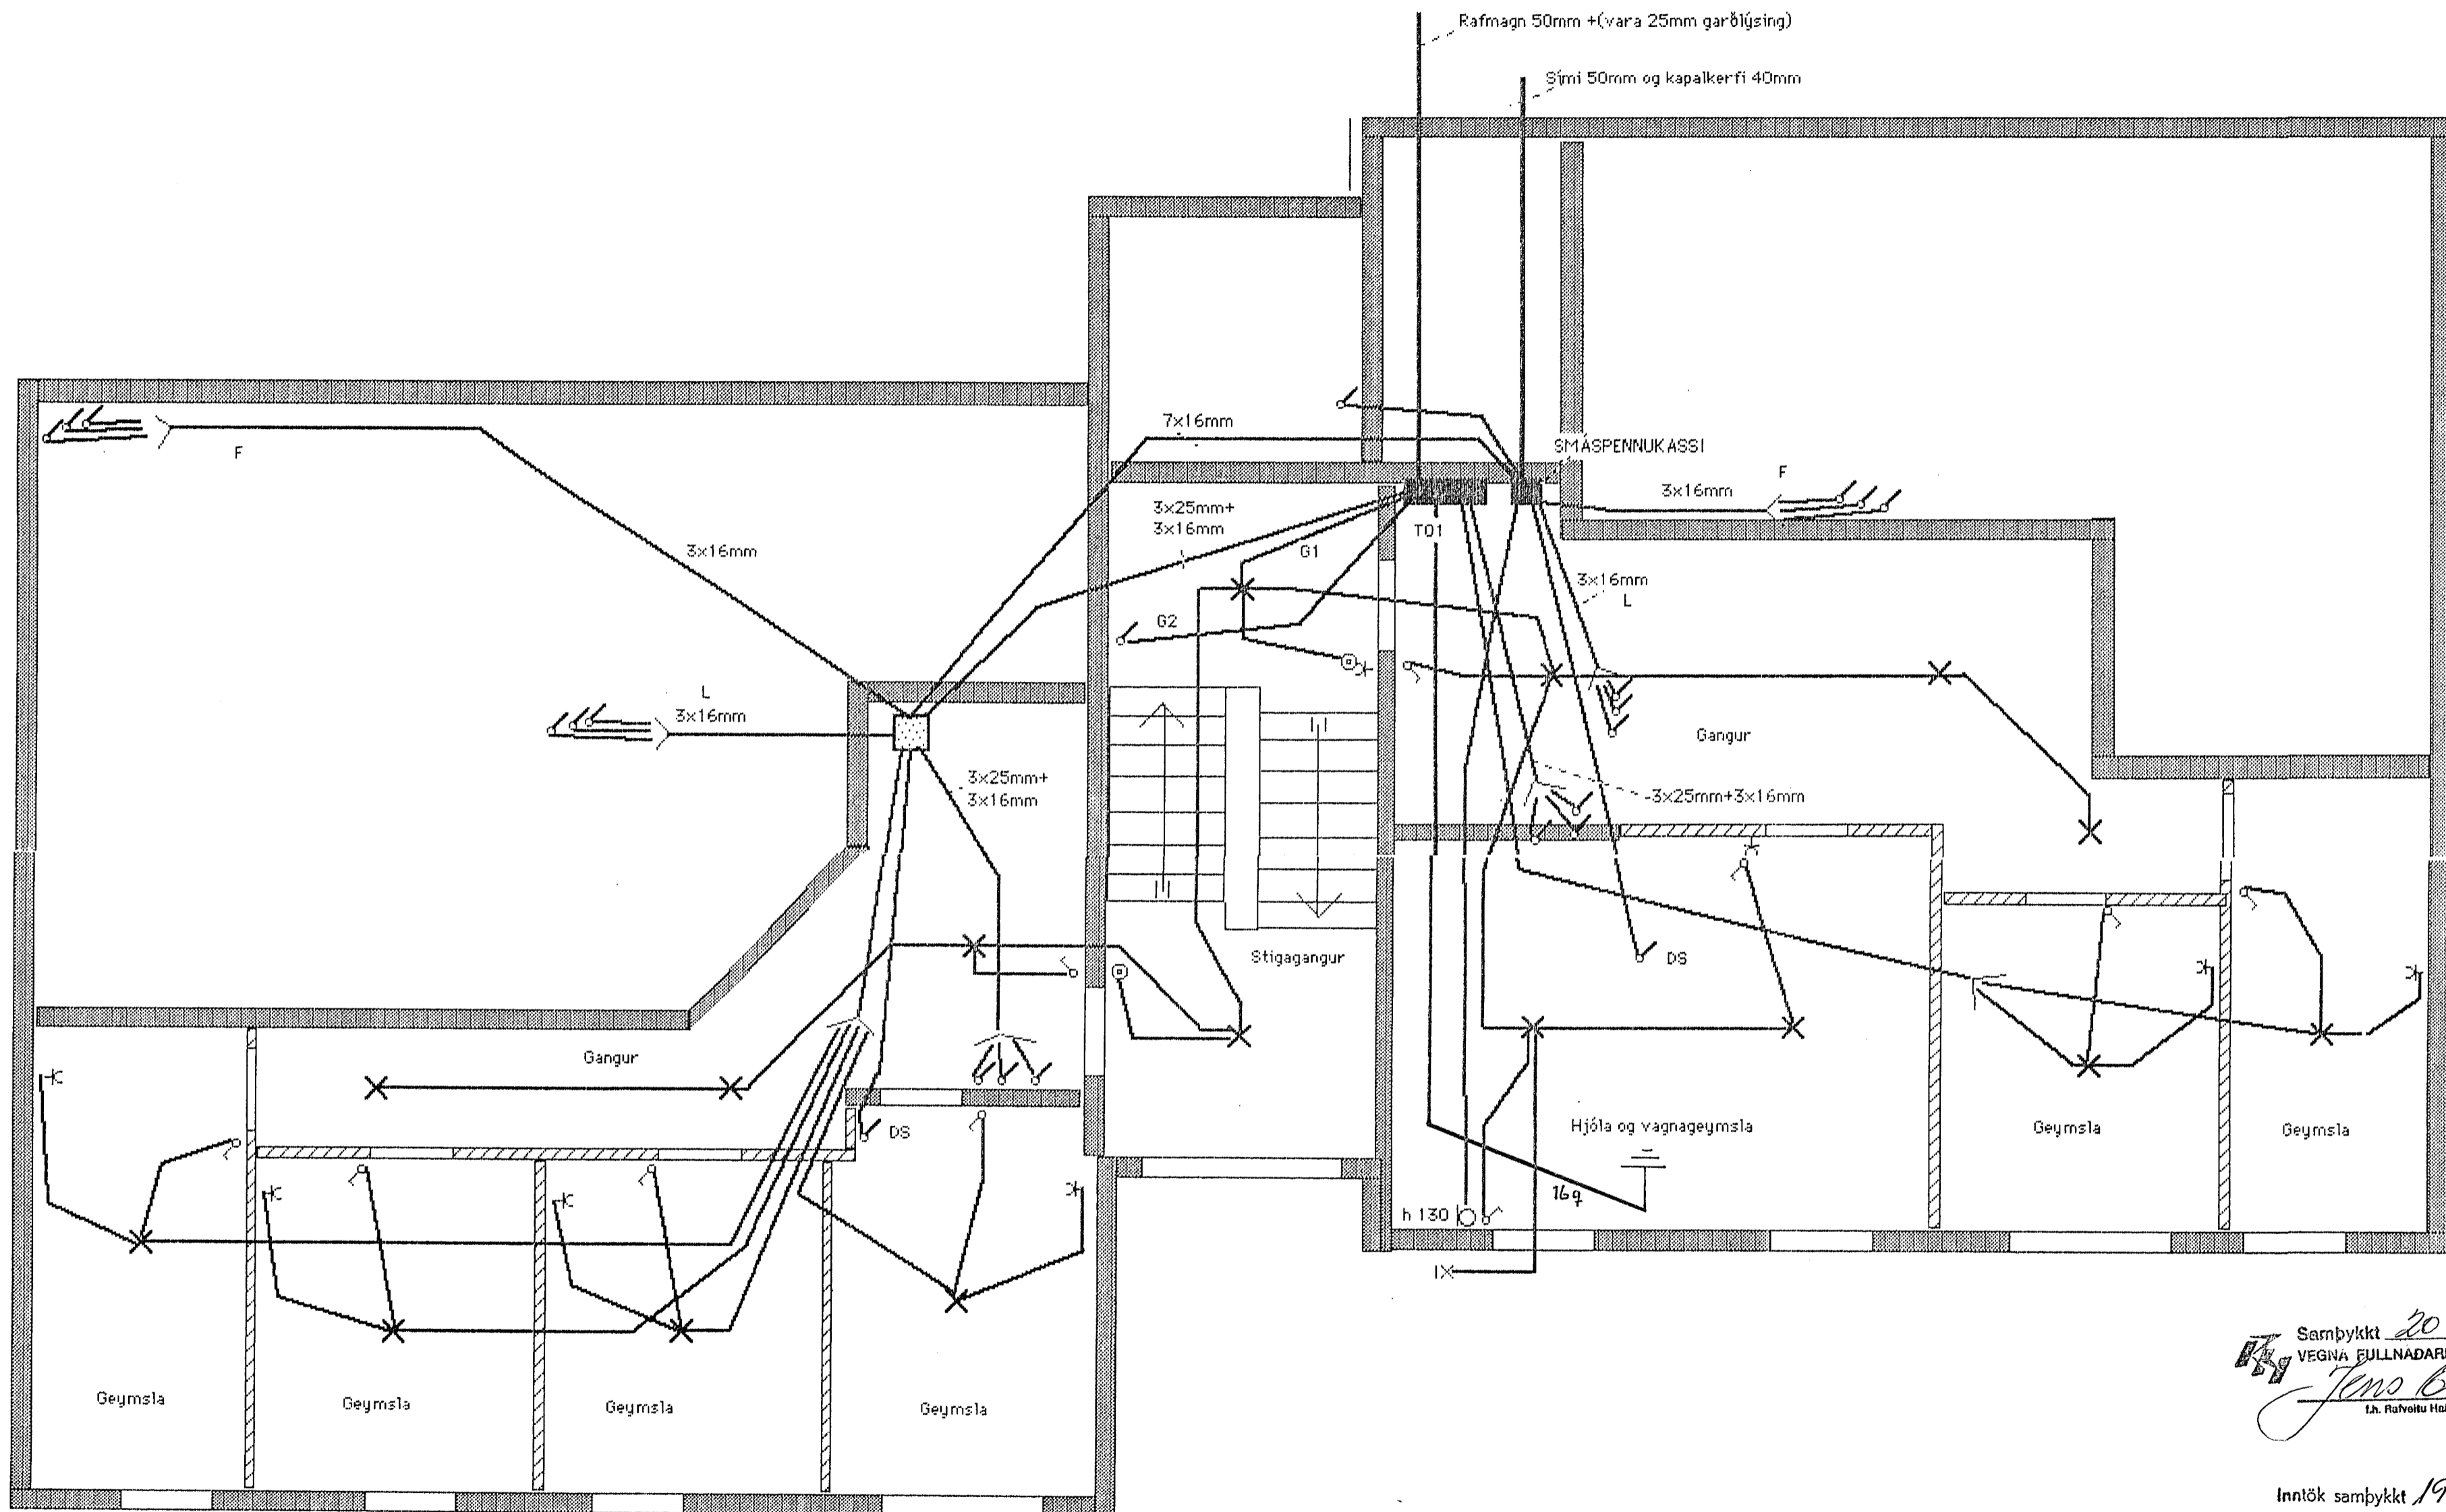 Rafmagn 50mm +(vara 25mm garðlýsing)
Sími 50mm og kapalkerfi 40mm
7x16mm
SMÁSPENNUKASSI
F
3x16mm
F
3x25mm+
3x16mm
T01
G1
3x16mm
3x16mm
L
G2
L
3x16mm
Gangur
3x25mm+
3x16mm
3x25mm+3x16mm
Stigagangur
DS
Gangur
DS
Hjóla og vagnageymsla
Geymsla
Geymsla
16q
h 130
Geymsla
Geymsla
Geymsla
Geymsla
Samþykkt 20
VEGNA FULLNAÐAR
Jens
f.h. Rafveitu Ha
Inntök samþykkt 19